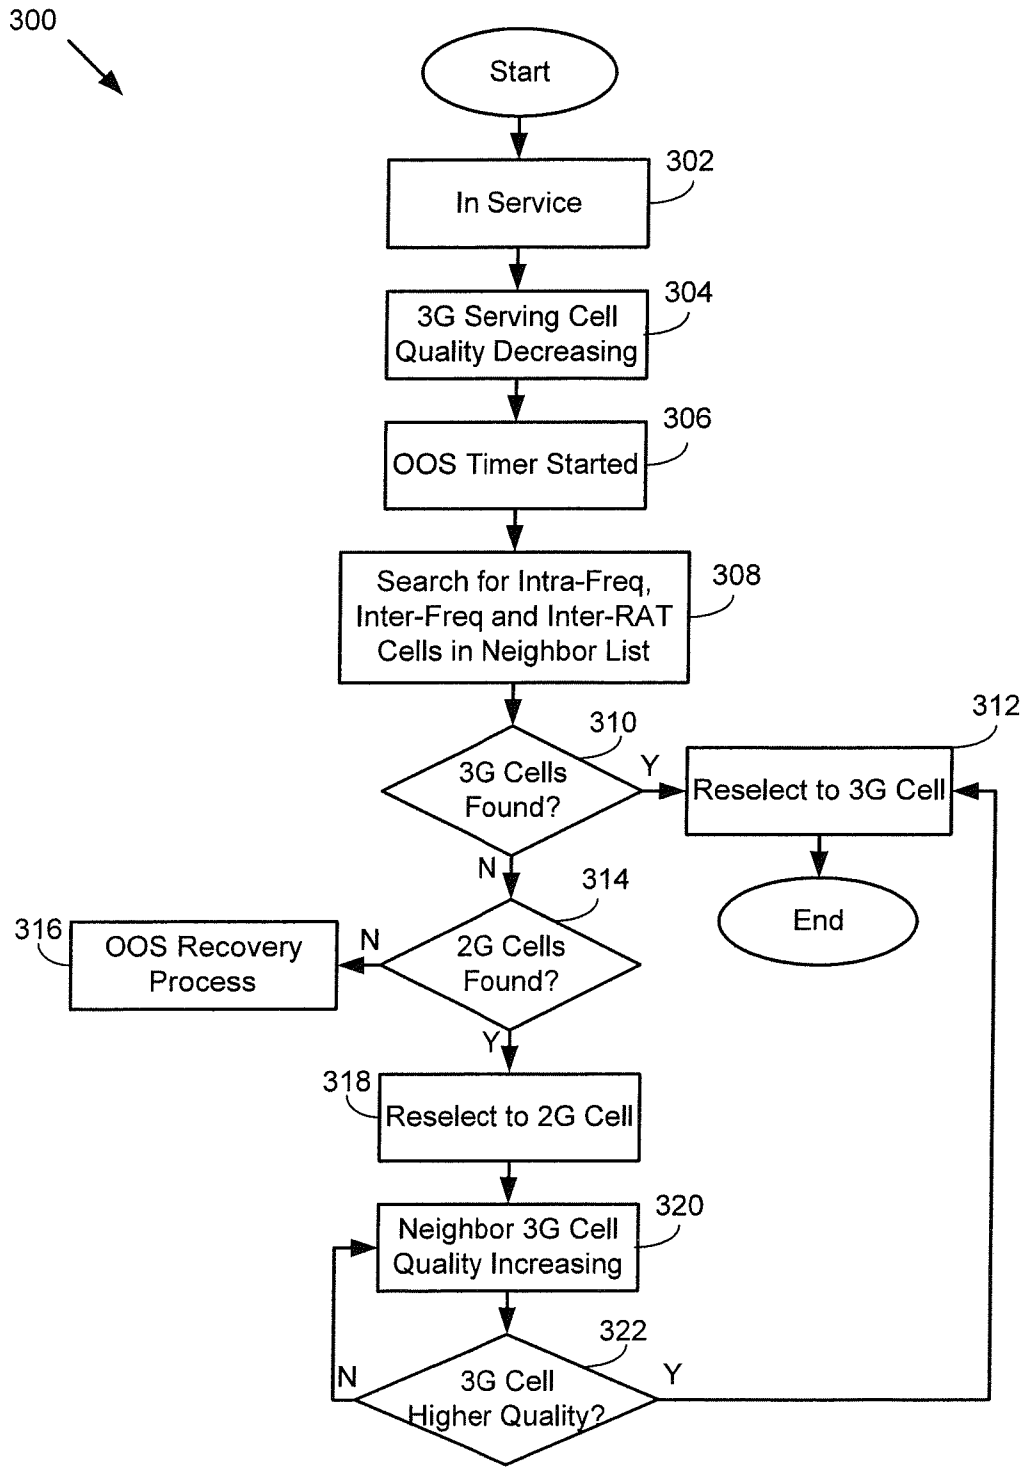 300
Start
302
In Service
304
3G Serving Cell
Quality Decreasing
306
OOS Timer Started
308
Search for Intra-Freq,
Inter-Freq and Inter-RAT
Cells in Neighbor List
310
3G Cells
Found?
Y
312
Reselect to 3G Cell
N
End
314
2G Cells
Found?
N
316
OOS Recovery
Process
Y
318
Reselect to 2G Cell
320
Neighbor 3G Cell
Quality Increasing
322
3G Cell
Higher Quality?
N
Y